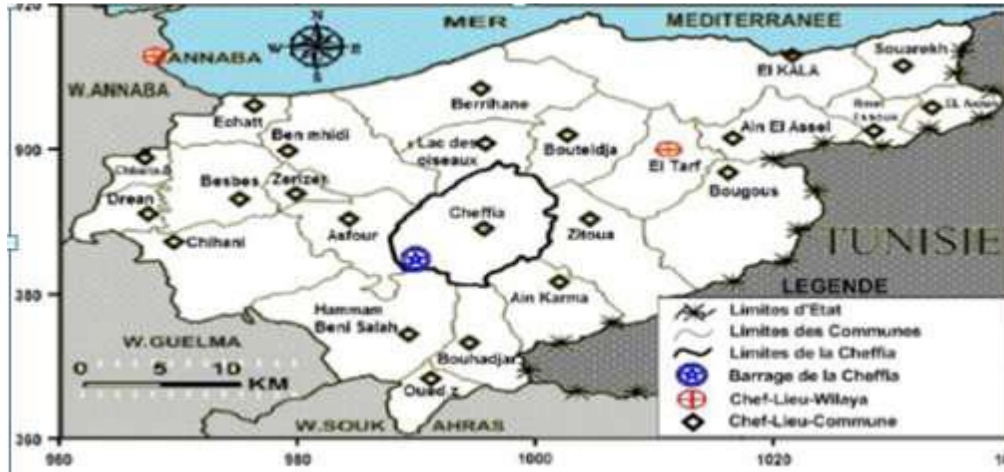 920
MER MEDITERRANEE
N
W
S
ANNABA
W.ANNABA
El KALA
Souarekh
Berrihane
Echatt
Ben mhidi
Lac des
oiseaux
Bouteldja
Ain El Assel
900
El Tarf
Bougous
Besbes
Zerizer
Drean
Cheffia
Asfour
Zitoua
Chihani
TUNISIE
380
Ain Karma
Hammam
Beni Salah
Bouhadjar
Oued z
W.GUELMA
0 5 10
KM
W.SOUK AHRAS
LEGENDE
Limites d'Etat
Limites des Communes
Limites de la Cheffia
Barrage de la Cheffia
Chef-Lieu-Wilaya
Chef-Lieu-Commune
360
960 980 1000 1020